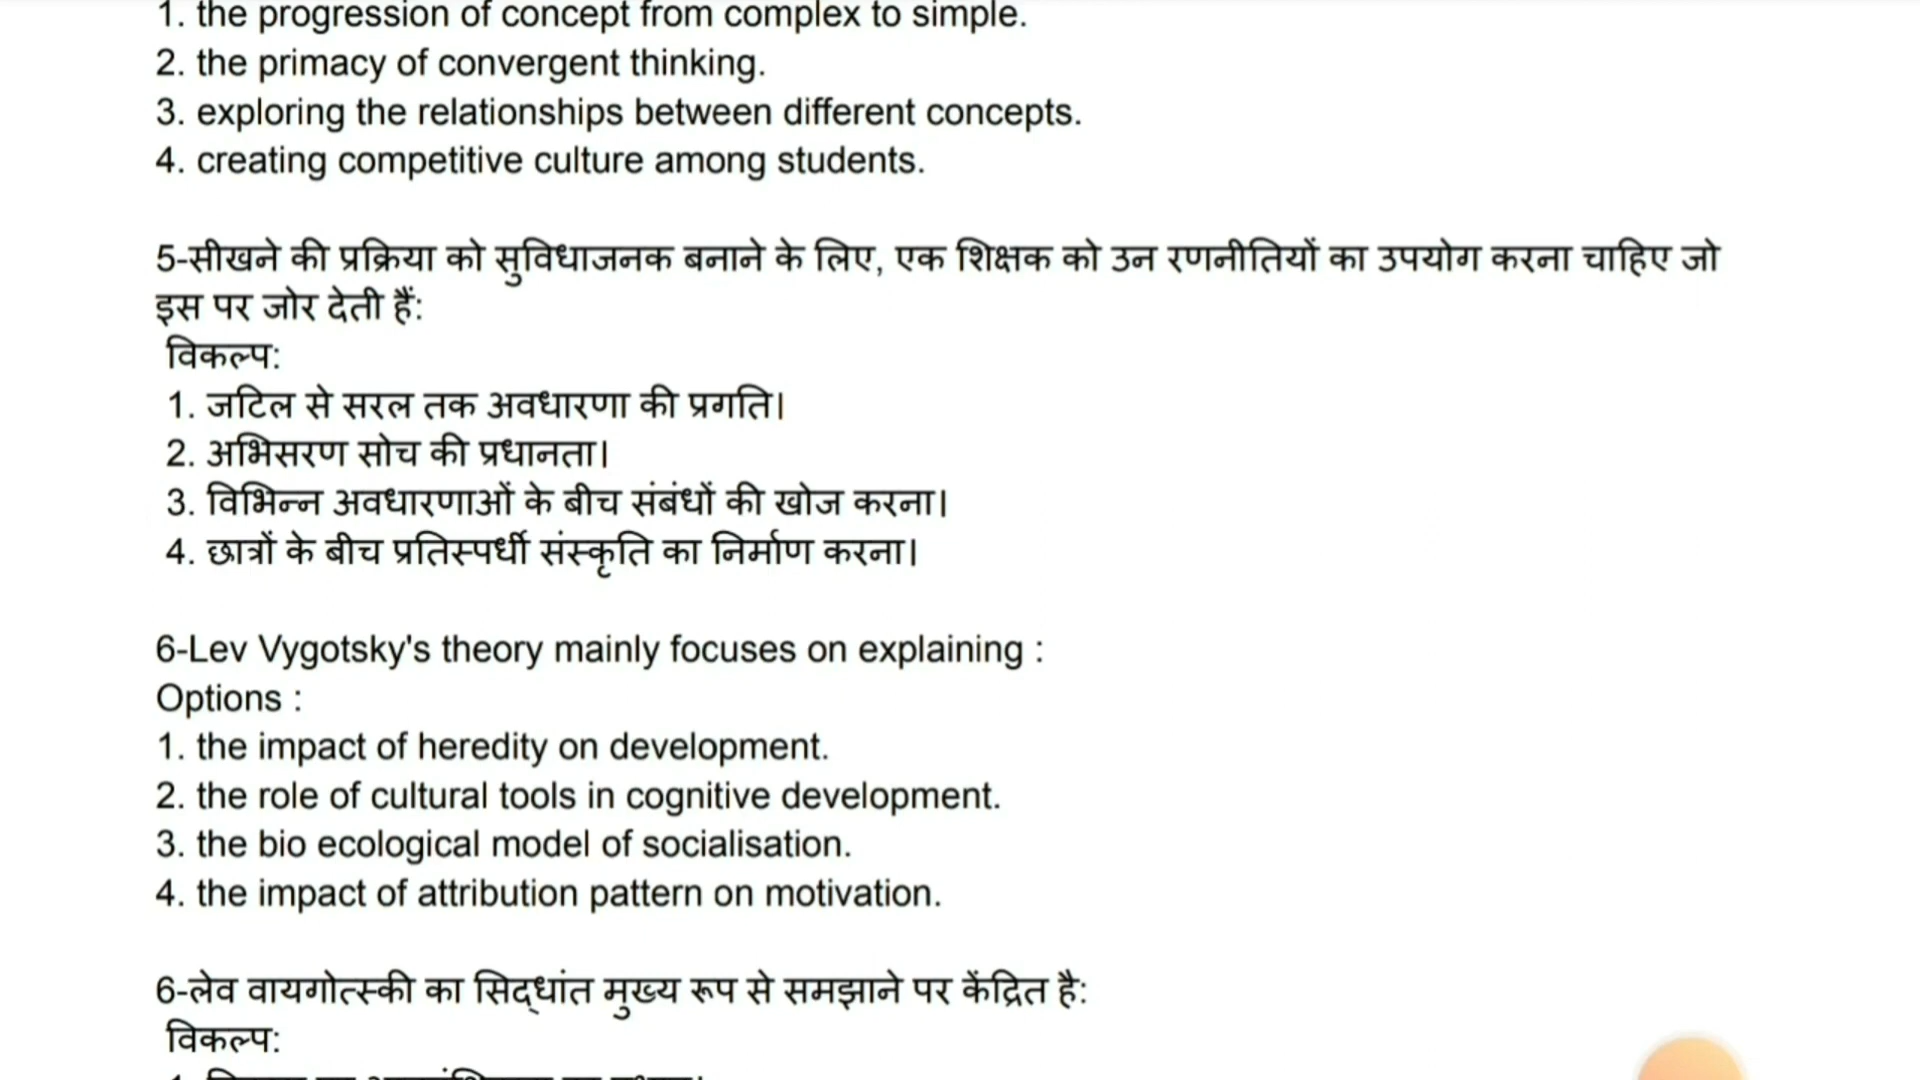 1. the progression of concept from complex to simple.
2. the primacy of convergent thinking.
3. exploring the relationships between different concepts.
4. creating competitive culture among students.
5-सीखने की प्रक्रिया को सुविधाजनक बनाने के लिए, एक शिक्षक को उन रणनीतियों का उपयोग करना चाहिए जो
इस पर जोर देती हैं:
विकल्प:
1. जटिल से सरल तक अवधारणा की प्रगति।
2. अभिसरण सोच की प्रधानता।
3. विभिन्न अवधारणाओं के बीच संबंधों की खोज करना।
4. छात्रों के बीच प्रतिस्पर्धी संस्कृति का निर्माण करना।
6-Lev Vygotsky's theory mainly focuses on explaining :
Options :
1. the impact of heredity on development.
2. the role of cultural tools in cognitive development.
3. the bio ecological model of socialisation.
4. the impact of attribution pattern on motivation.
6-लेव वायगोत्स्की का सिद्धांत मुख्य रूप से समझाने पर केंद्रित है:
विकल्प: